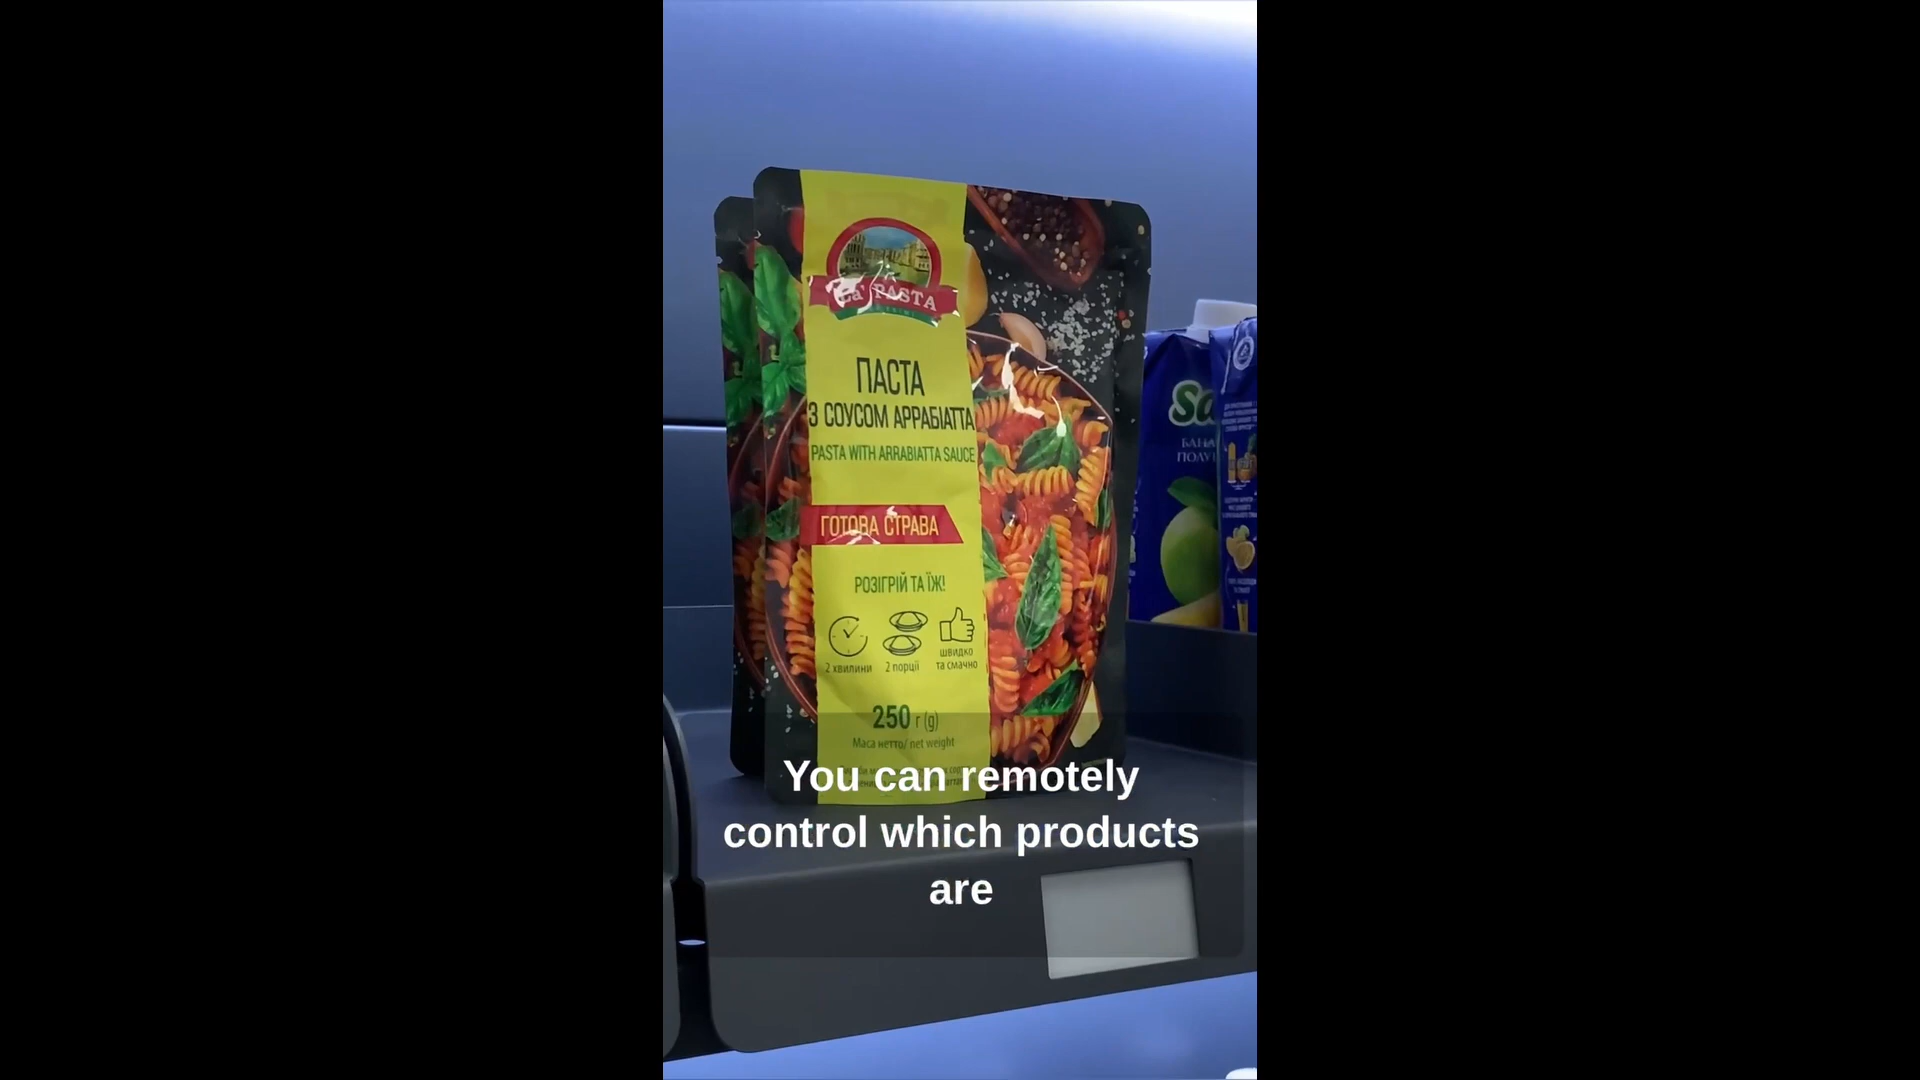 La' PASTA
ПАСТА
З СОУСОМ АРРАБІАТТА
PASTA WITH ARRABIATTA SAUCE
ГОТОВА СТРАВА
РОЗІГРІЙ ТА ЇЖ!
2 хвилини
2 порції
швидко
та смачно
250 г (g)
Маса нетто/ net weight
You can remotely
control which products
are